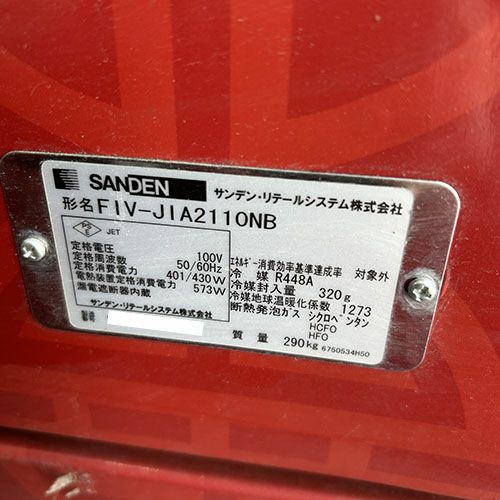 SANDEN サンデン・リテールシステム株式会社
形名 FIV-JIA2110NB
PS E JET
定格電圧 100V
定格周波数 50/60Hz
定格消費電力 401/430W
電熱装置定格消費電力 573W
漏電遮断器内蔵
サンデン・リテールシステム株式会社
エネルギー消費効率基準達成率 対象外
冷媒 R448A
冷媒封入量 320g
冷媒地球温暖化係数 1273
断熱発泡ガス シクロペンタン
HCFO
HFO
質量 290kg 6750534H50